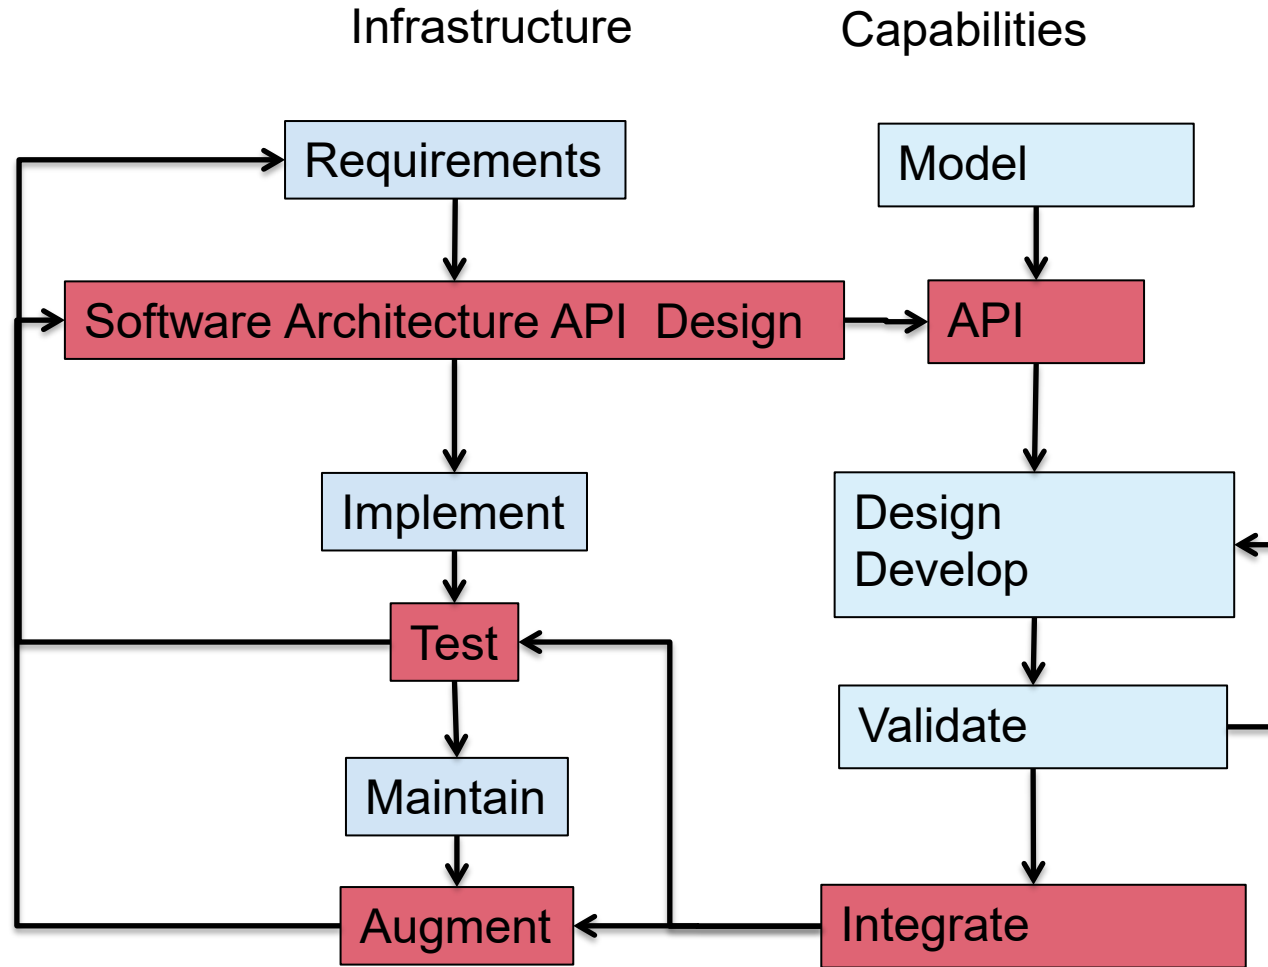 Infrastructure
Capabilities
Requirements
Model
Software Architecture API  Design
API
Implement
Design
Develop
Test
Validate
Maintain
Augment
Integrate